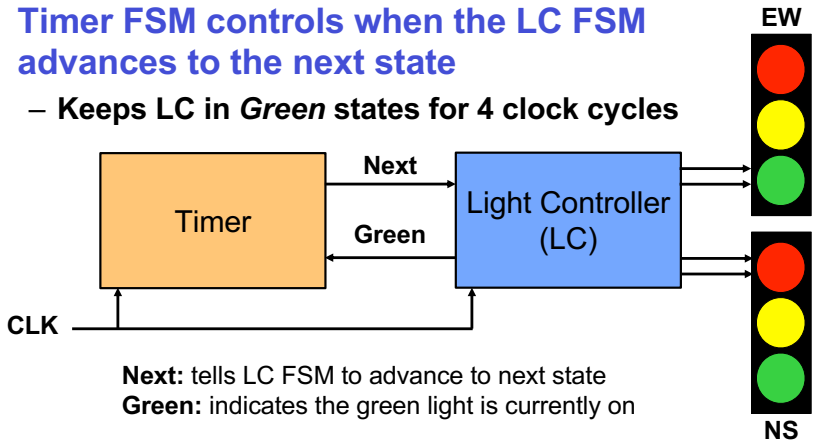 Timer FSM controls when the LC FSM
advances to the next state
– Keeps LC in Green states for 4 clock cycles
EW
Next
Timer
Green
Light Controller
(LC)
CLK
Next: tells LC FSM to advance to next state
Green: indicates the green light is currently on
NS